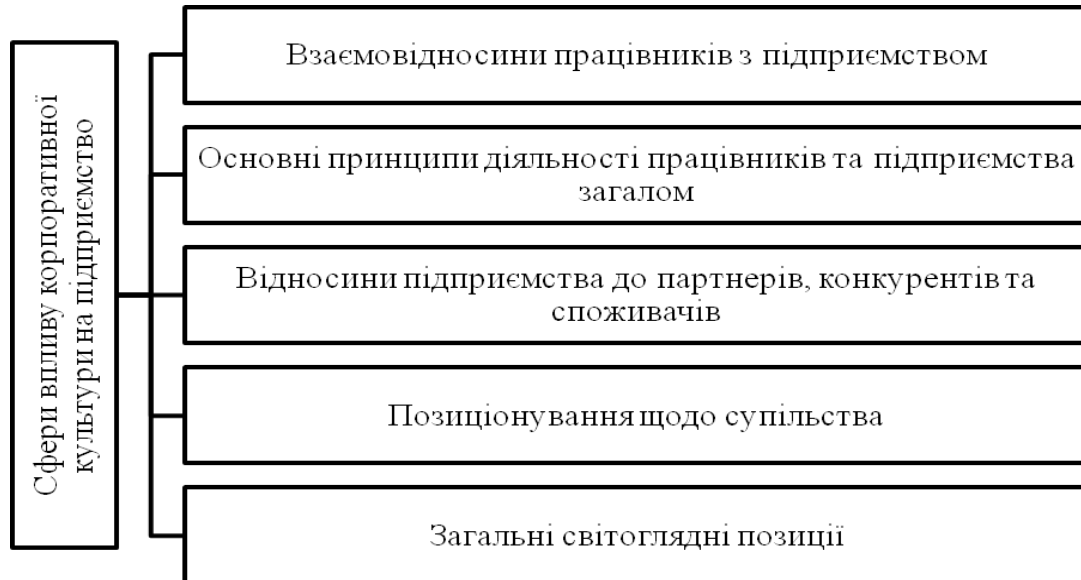 Сфери впливу корпоративної
культури на підприємство
Взаємовідносини працівників з підприємством
Основні принципи діяльності працівників та підприємства
загалом
Відносини підприємства до партнерів, конкурентів та
споживачів
Позиціонування щодо супільства
Загальні світоглядні позиції